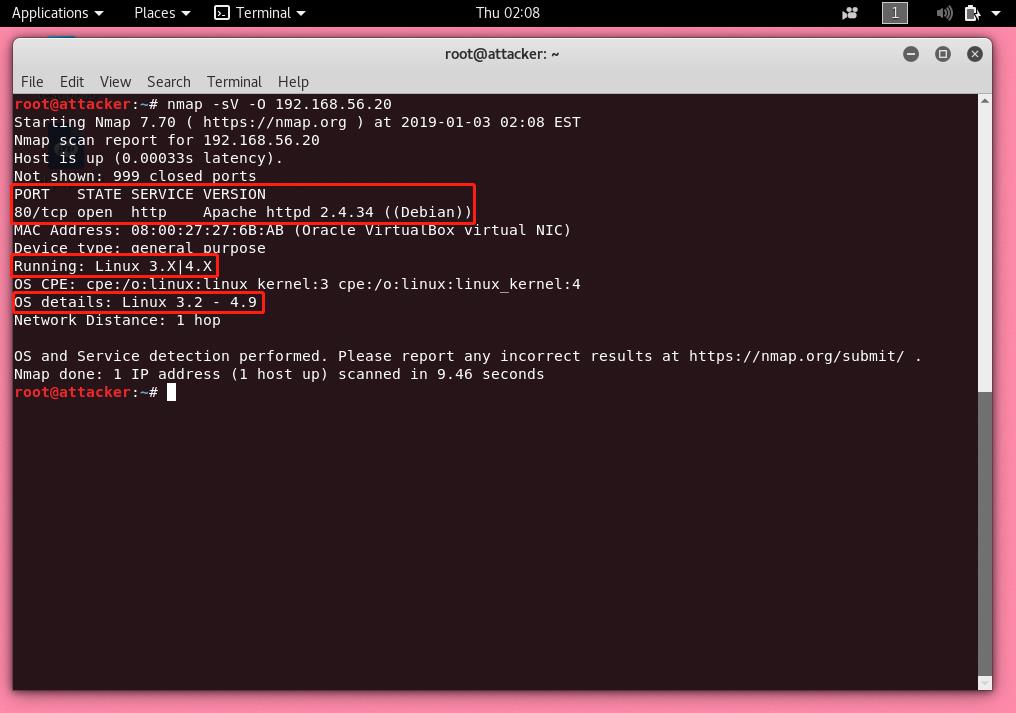 Applications Places Terminal Thu 02:08 1
root@attacker: ~
File Edit View Search Terminal Help
root@attacker:~# nmap -sV -O 192.168.56.20
Starting Nmap 7.70 ( https://nmap.org ) at 2019-01-03 02:08 EST
Nmap scan report for 192.168.56.20
Host is up (0.00033s latency).
Not shown: 999 closed ports
PORT   STATE SERVICE VERSION
80/tcp open  http    Apache httpd 2.4.34 ((Debian))
MAC Address: 08:00:27:27:6B:AB (Oracle VirtualBox virtual NIC)
Device type: general purpose
Running: Linux 3.X|4.X
OS CPE: cpe:/o:linux:linux_kernel:3 cpe:/o:linux:linux_kernel:4
OS details: Linux 3.2 - 4.9
Network Distance: 1 hop
OS and Service detection performed. Please report any incorrect results at https://nmap.org/submit/ .
Nmap done: 1 IP address (1 host up) scanned in 9.46 seconds
root@attacker:~#